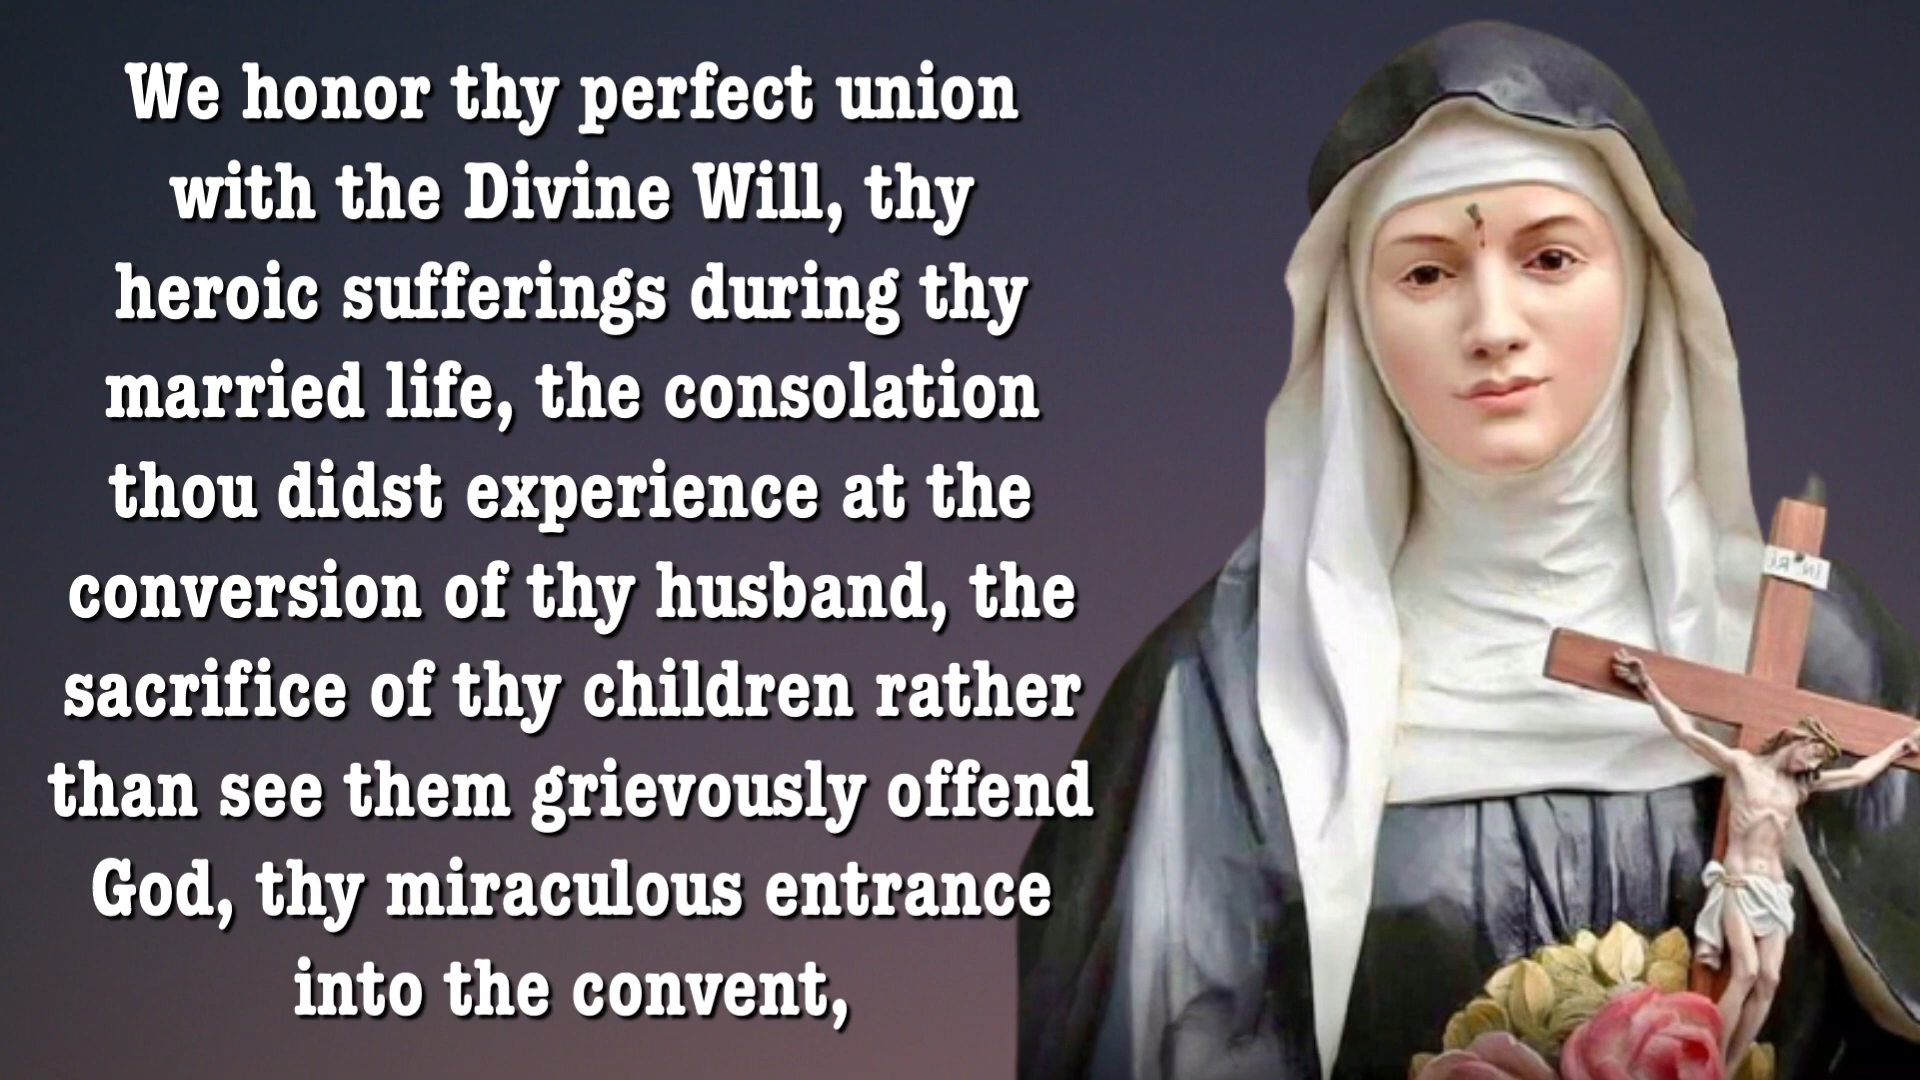 We honor thy perfect union
with the Divine Will, thy
heroic sufferings during thy
married life, the consolation
thou didst experience at the
conversion of thy husband, the
sacrifice of thy children rather
than see them grievously offend
God, thy miraculous entrance
into the convent,